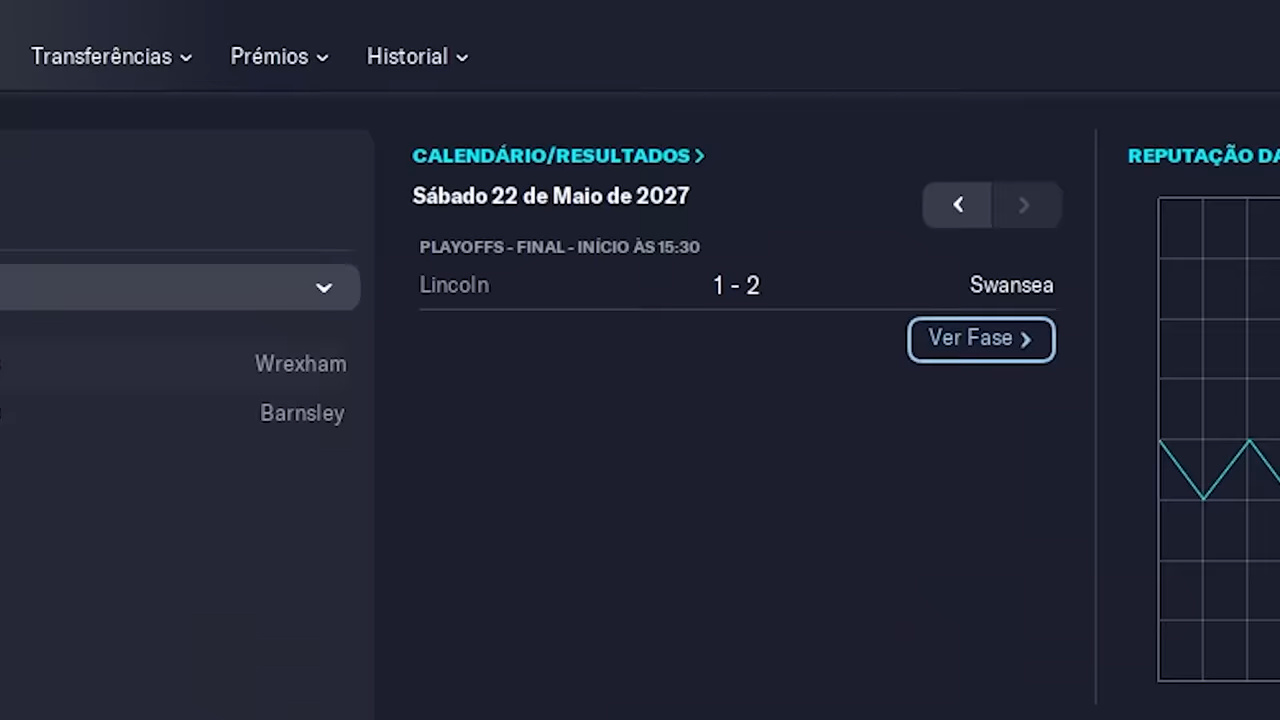 Transferências Prémios Historial
Wrexham
Barnsley
CALENDÁRIO/RESULTADOS
Sábado 22 de Maio de 2027
PLAYOFFS - FINAL - INÍCIO ÀS 15:30
Lincoln 1 - 2 Swansea
Ver Fase
REPUTAÇÃO DA